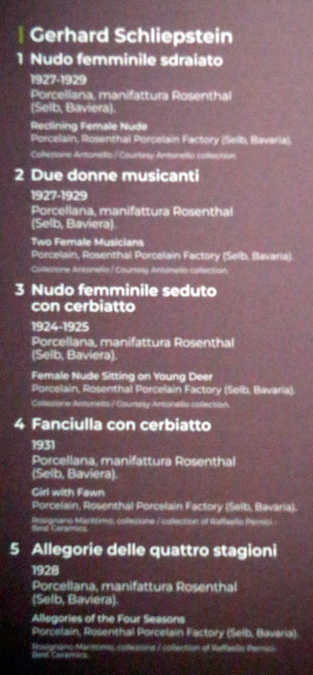 Gerhard Schliepstein
1 Nudo femminile sdraiato
1927-1929
Porcellana, manifattura Rosenthal
(Selb, Baviera).
Reclining Female Nude
Porcelain, Rosenthal Porcelain Factory (Selb, Bavaria).
Collezione Antonello / Courtesy Antonello collection.
2 Due donne musicanti
1927-1929
Porcellana, manifattura Rosenthal
(Selb, Baviera).
Two Female Musicians
Porcelain, Rosenthal Porcelain Factory (Selb, Bavaria).
Collezione Antonello / Courtesy Antonello collection.
3 Nudo femminile seduto
con cerbiatto
1924-1925
Porcellana, manifattura Rosenthal
(Selb, Baviera).
Female Nude Sitting on Young Deer
Porcelain, Rosenthal Porcelain Factory (Selb, Bavaria).
Collezione Antonello / Courtesy Antonello collection.
4 Fanciulla con cerbiatto
1931
Porcellana, manifattura Rosenthal
(Selb, Baviera).
Girl with Fawn
Porcelain, Rosenthal Porcelain Factory (Selb, Bavaria).
Rosignano Marittimo, collezione / collection of Raffaello Pernici -
Best Ceramics.
5 Allegorie delle quattro stagioni
1928
Porcellana, manifattura Rosenthal
(Selb, Baviera).
Allegories of the Four Seasons
Porcelain, Rosenthal Porcelain Factory (Selb, Bavaria).
Rosignano Marittimo, collezione / collection of Raffaello Pernici-
Best Ceramics.